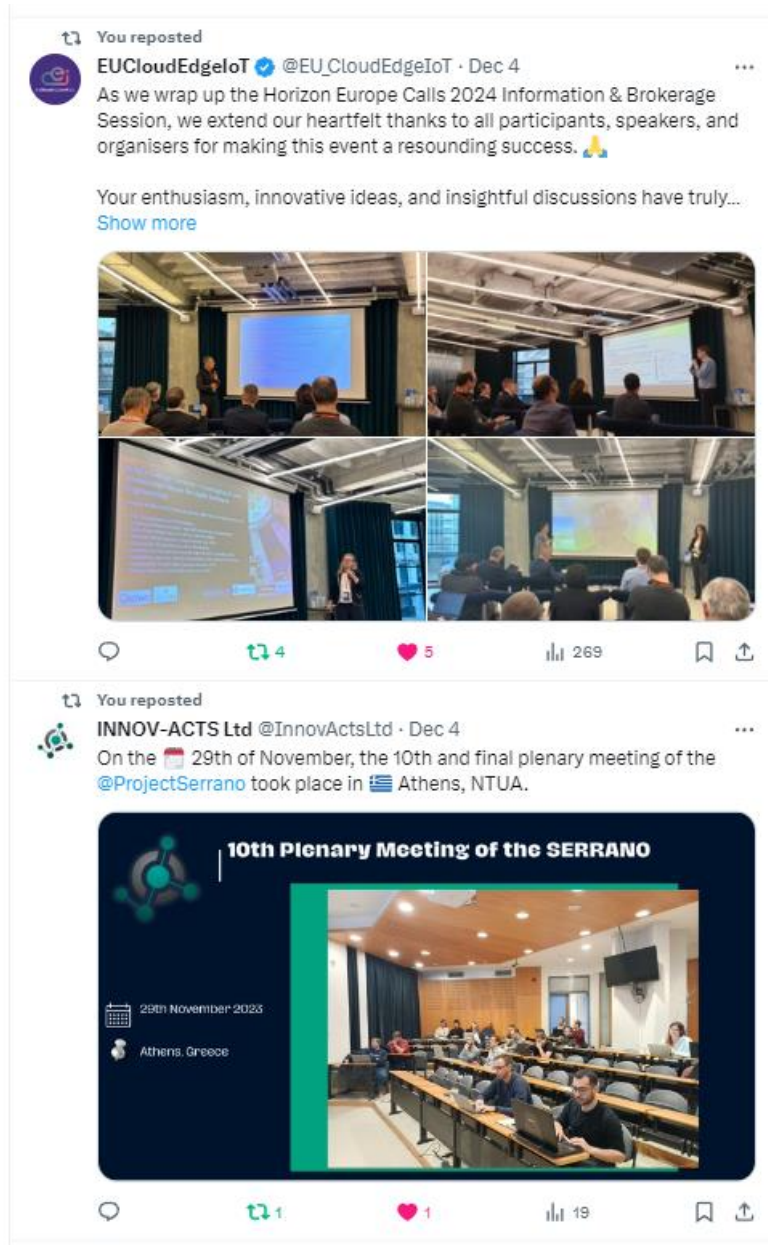 You reposted
EUCloudEdgeIoT @EU_CloudEdgeIoT · Dec 4
As we wrap up the Horizon Europe Calls 2024 Information & Brokerage
Session, we extend our heartfelt thanks to all participants, speakers, and
organisers for making this event a resounding success. 🙏
Your enthusiasm, innovative ideas, and insightful discussions have truly...
Show more
4 5 269
You reposted
INNOV-ACTS Ltd @InnovActsLtd · Dec 4
On the 🗓️ 29th of November, the 10th and final plenary meeting of the
@ProjectSerrano took place in 🇬🇷 Athens, NTUA.
10th Plenary Meeting of the SERRANO
29th November 2023
Athens, Greece
1 1 19